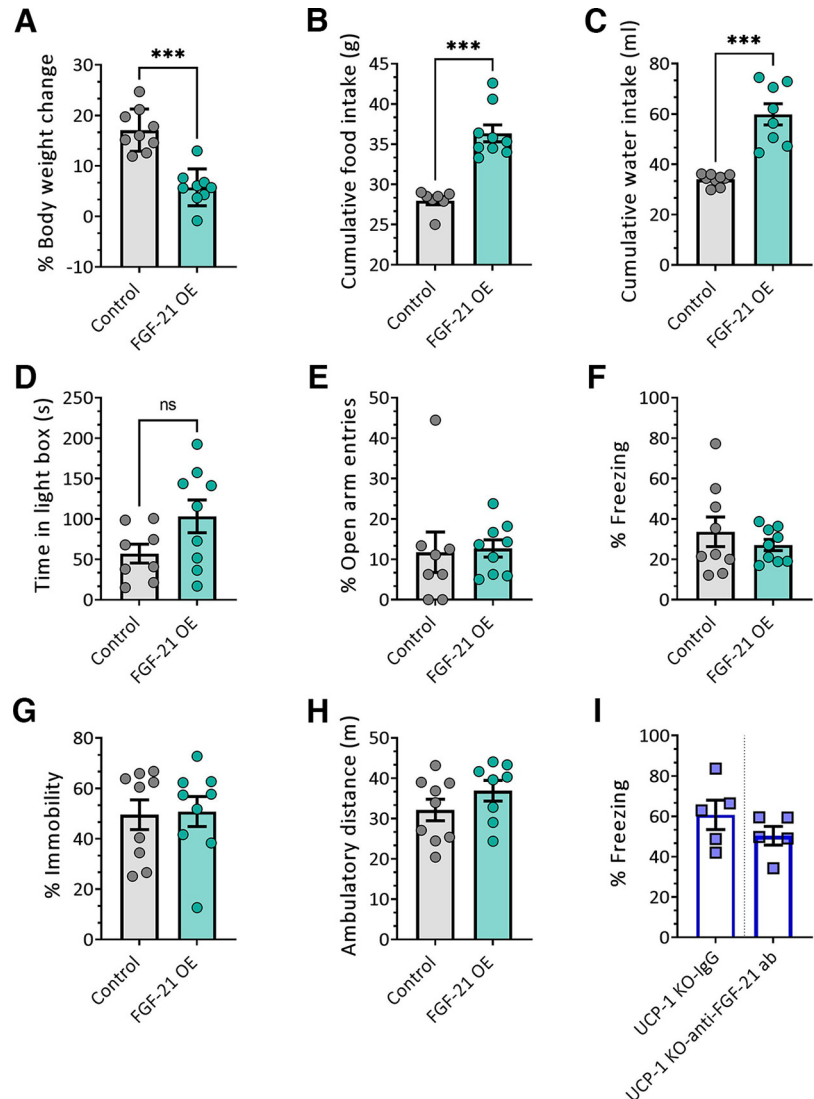 A
% Body weight change
30
20
10
0
-10
***
Control
FGF-21 OE
B
Cumulative food intake (g)
45
40
35
30
25
20
***
Control
FGF-21 OE
C
Cumulative water intake (ml)
80
60
40
20
0
***
Control
FGF-21 OE
D
Time in light box (s)
250
200
150
100
50
0
ns
Control
FGF-21 OE
E
% Open arm entries
50
40
30
20
10
0
Control
FGF-21 OE
F
% Freezing
100
80
60
40
20
0
Control
FGF-21 OE
G
% Immobility
80
60
40
20
0
Control
FGF-21 OE
H
Ambulatory distance (m)
50
40
30
20
10
0
Control
FGF-21 OE
I
% Freezing
100
80
60
40
20
0
UCP-1 KO-IgG
UCP-1 KO-anti-FGF-21 ab